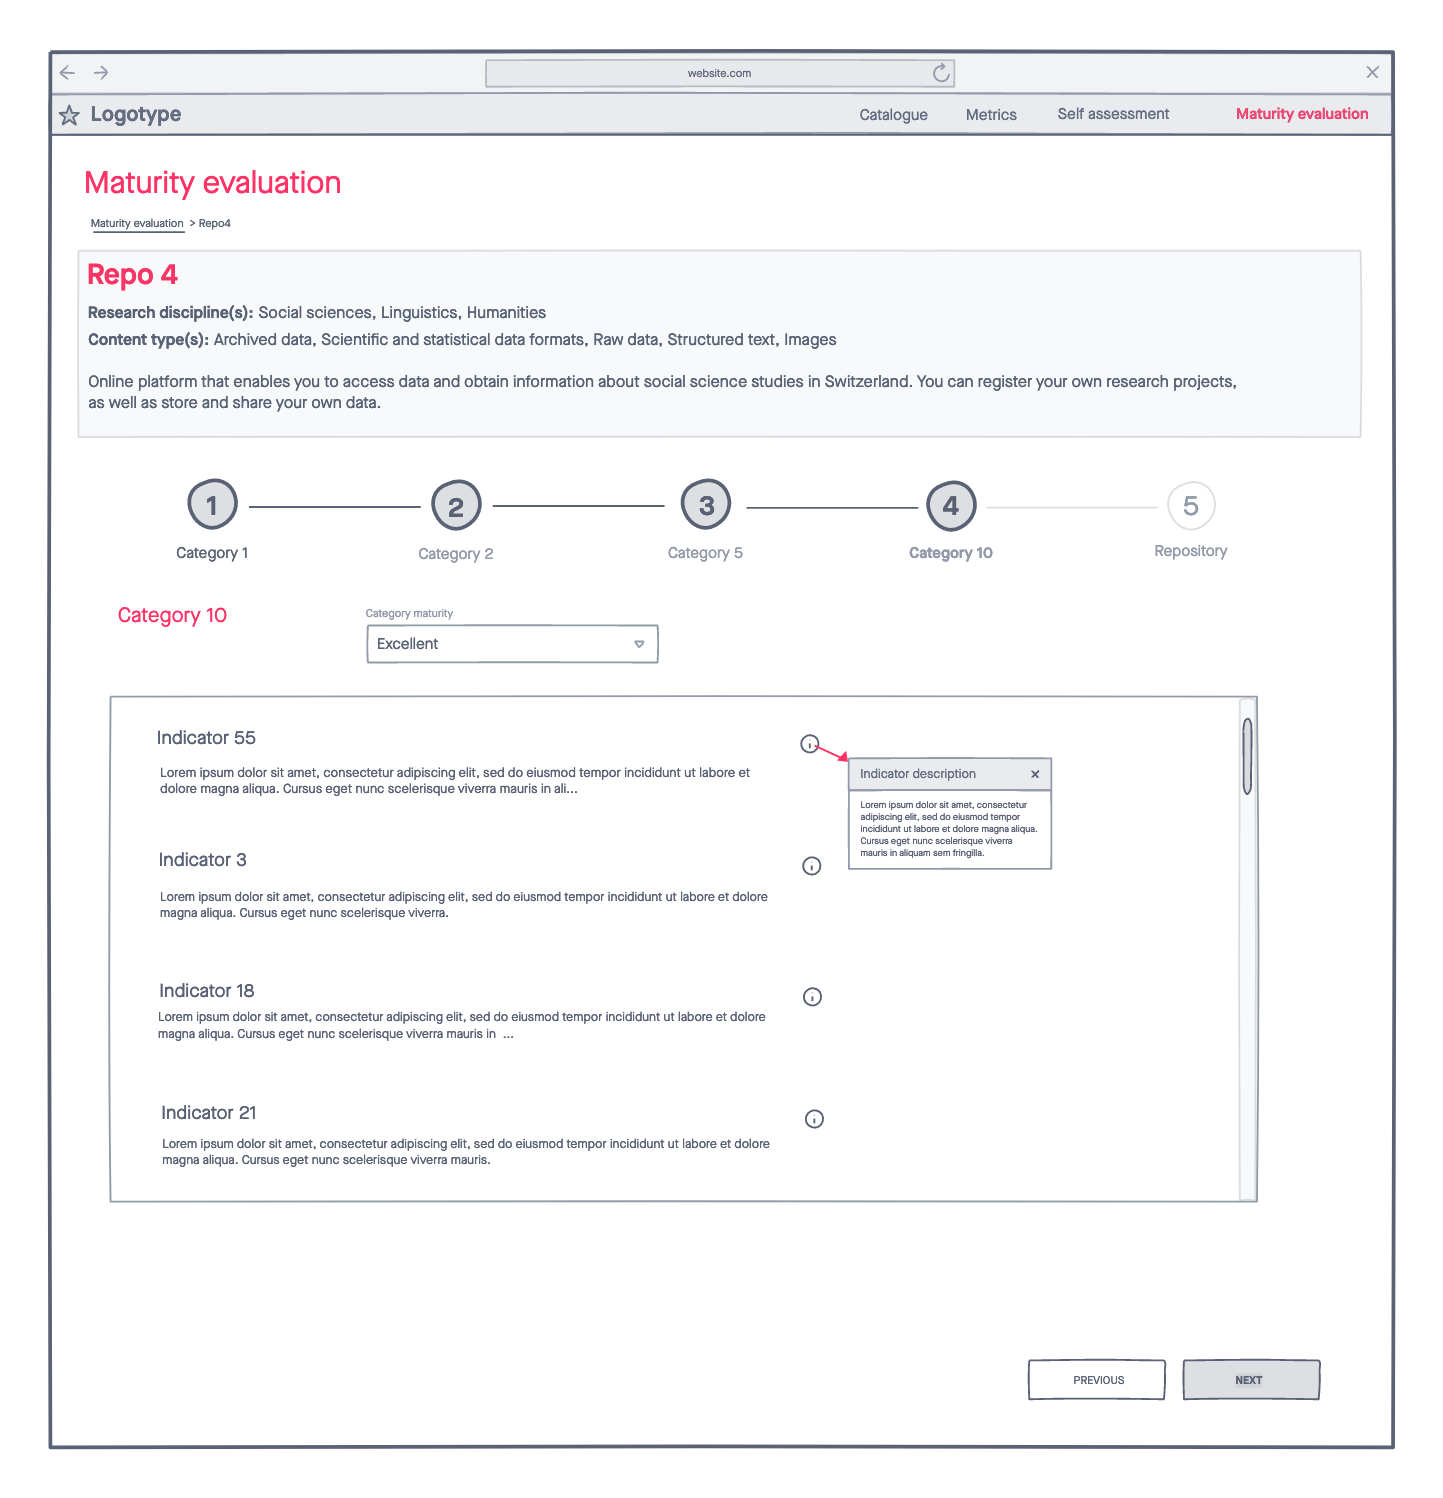 website.com
Logotype
Catalogue
Metrics
Self assessment
Maturity evaluation
Maturity evaluation
Maturity evaluation > Repo4
Repo 4
Research discipline(s): Social sciences, Linguistics, Humanities
Content type(s): Archived data, Scientific and statistical data formats, Raw data, Structured text, Images
Online platform that enables you to access data and obtain information about social science studies in Switzerland. You can register your own research projects,
as well as store and share your own data.
1
2
3
4
5
Category 1
Category 2
Category 5
Category 10
Repository
Category 10
Category maturity
Excellent
Indicator 55
Lorem ipsum dolor sit amet, consectetur adipiscing elit, sed do eiusmod tempor incididunt ut labore et
dolore magna aliqua. Cursus eget nunc scelerisque viverra mauris in ali...
Indicator description
Lorem ipsum dolor sit amet, consectetur
adipiscing elit, sed do eiusmod tempor
incididunt ut labore et dolore magna aliqua.
Cursus eget nunc scelerisque viverra
mauris in aliquam sem fringilla.
Indicator 3
Lorem ipsum dolor sit amet, consectetur adipiscing elit, sed do eiusmod tempor incididunt ut labore et dolore
magna aliqua. Cursus eget nunc scelerisque viverra.
Indicator 18
Lorem ipsum dolor sit amet, consectetur adipiscing elit, sed do eiusmod tempor incididunt ut labore et dolore
magna aliqua. Cursus eget nunc scelerisque viverra mauris in ...
Indicator 21
Lorem ipsum dolor sit amet, consectetur adipiscing elit, sed do eiusmod tempor incididunt ut labore et dolore
magna aliqua. Cursus eget nunc scelerisque viverra mauris.
PREVIOUS
NEXT